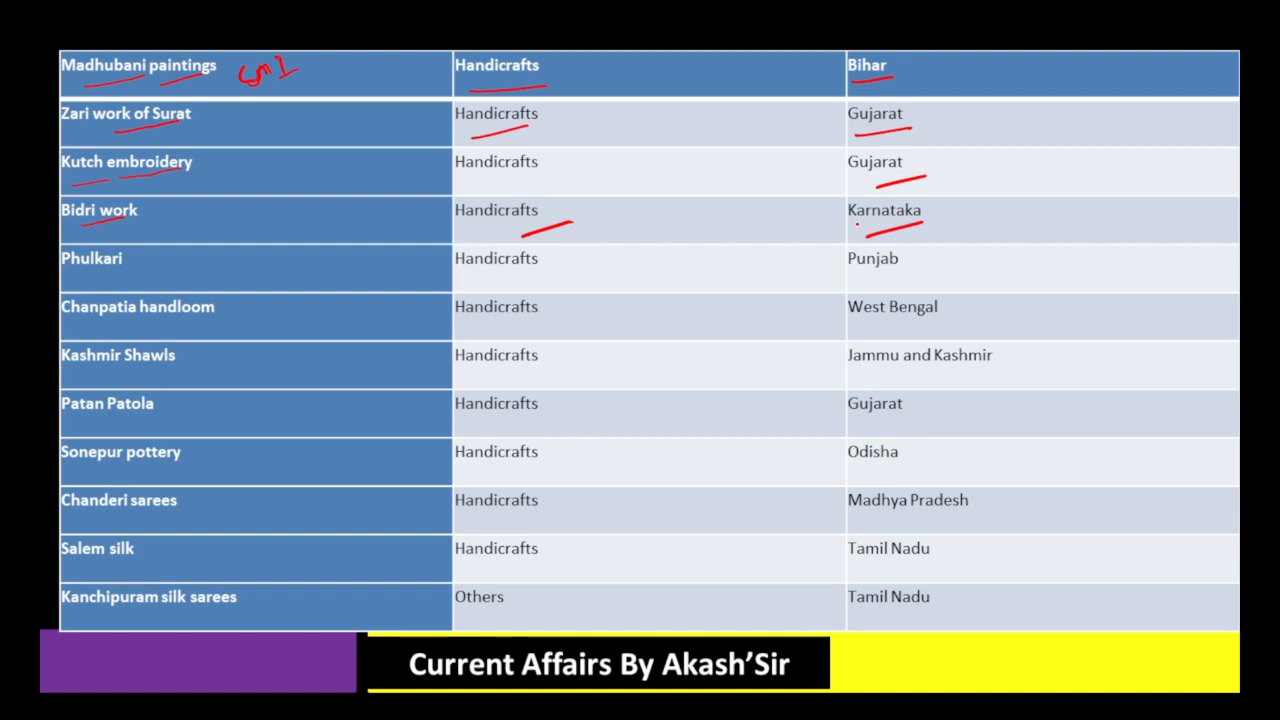 Madhubani paintings Handicrafts Bihar
Zari work of Surat Handicrafts Gujarat
Kutch embroidery Handicrafts Gujarat
Bidri work Handicrafts Karnataka
Phulkari Handicrafts Punjab
Chanpatia handloom Handicrafts West Bengal
Kashmir Shawls Handicrafts Jammu and Kashmir
Patan Patola Handicrafts Gujarat
Sonepur pottery Handicrafts Odisha
Chanderi sarees Handicrafts Madhya Pradesh
Salem silk Handicrafts Tamil Nadu
Kanchipuram silk sarees Others Tamil Nadu
Current Affairs By Akash’Sir